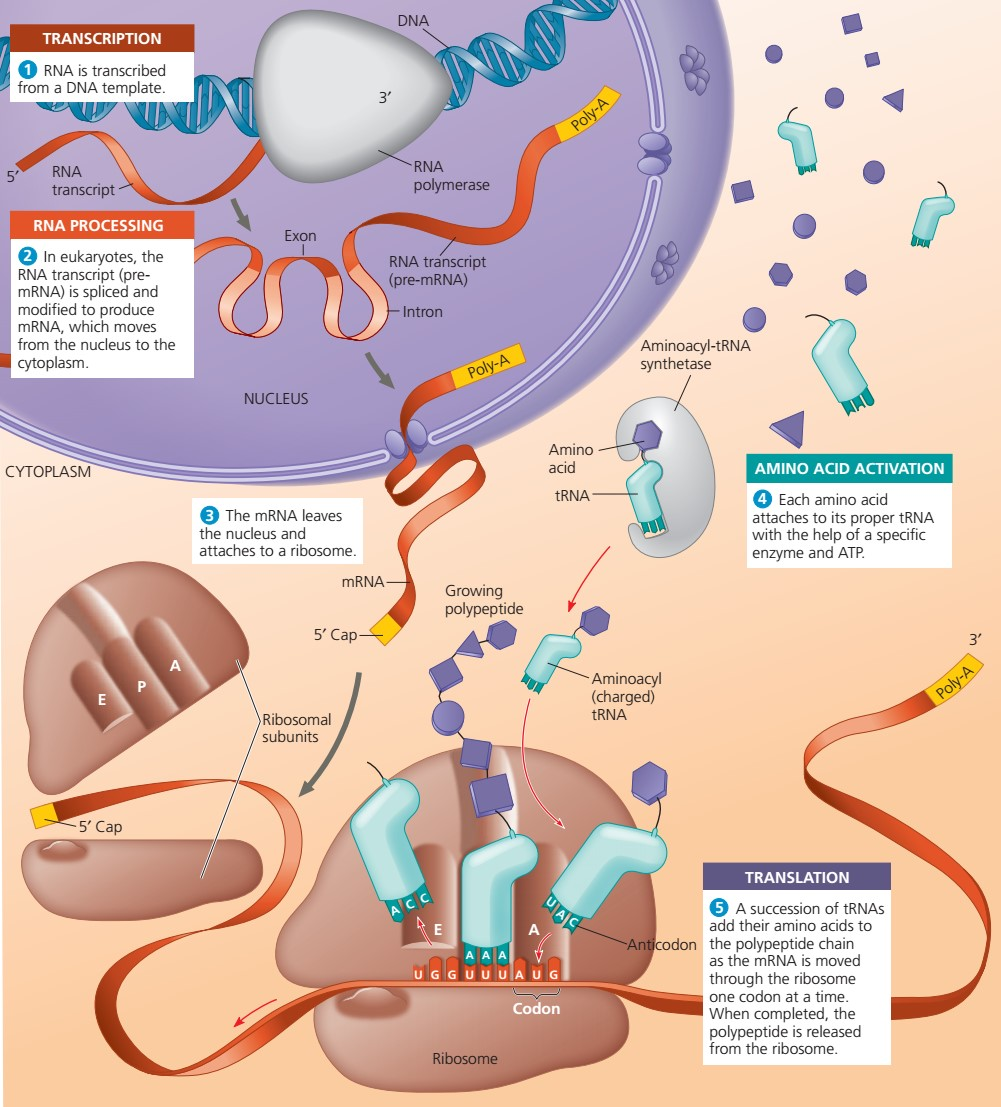 DNA
TRANSCRIPTION
1 RNA is transcribed
from a DNA template.
3′
Poly-A
5′
RNA
transcript
RNA
polymerase
RNA PROCESSING
2 In eukaryotes, the
RNA transcript (pre-
mRNA) is spliced and
modified to produce
mRNA, which moves
from the nucleus to the
cytoplasm.
Exon
RNA transcript
(pre-mRNA)
Intron
Poly-A
NUCLEUS
CYTOPLASM
Aminoacyl-tRNA
synthetase
Amino
acid
tRNA
AMINO ACID ACTIVATION
4 Each amino acid
attaches to its proper tRNA
with the help of a specific
enzyme and ATP.
3 The mRNA leaves
the nucleus and
attaches to a ribosome.
mRNA
5′ Cap
Growing
polypeptide
Aminoacyl
(charged)
tRNA
3′
Poly-A
E P A
Ribosomal
subunits
5′ Cap
A C C
E
A
U A C
Anticodon
A A A
U G G U U U A U G
Codon
Ribosome
TRANSLATION
5 A succession of tRNAs
add their amino acids to
the polypeptide chain
as the mRNA is moved
through the ribosome
one codon at a time.
When completed, the
polypeptide is released
from the ribosome.